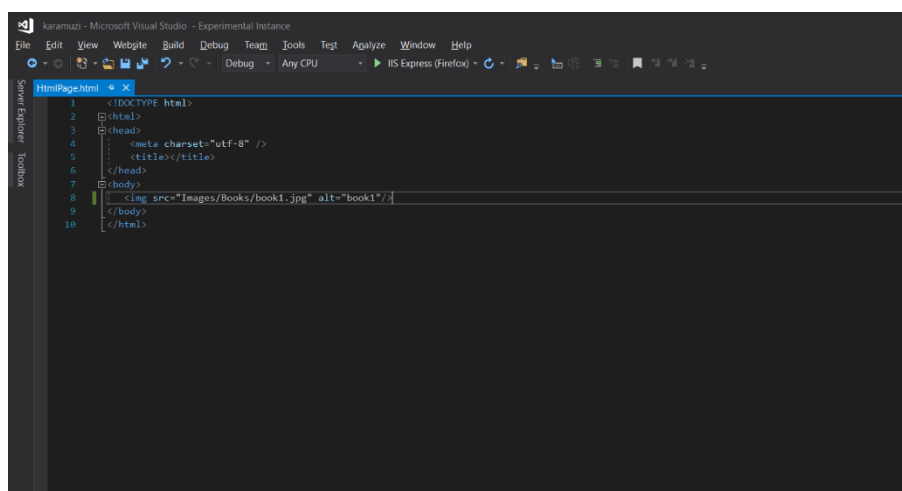 karamuzi - Microsoft Visual Studio - Experimental Instance
File Edit View Website Build Debug Team Tools Test Analyze Window Help
Debug Any CPU IIS Express (Firefox)
Server Explorer
Toolbox
HtmlPage.html
1 <!DOCTYPE html>
2 <html>
3 <head>
4 <meta charset="utf-8" />
5 <title></title>
6 </head>
7 <body>
8 <img src="Images/Books/book1.jpg" alt="book1"/>
9 </body>
10 </html>